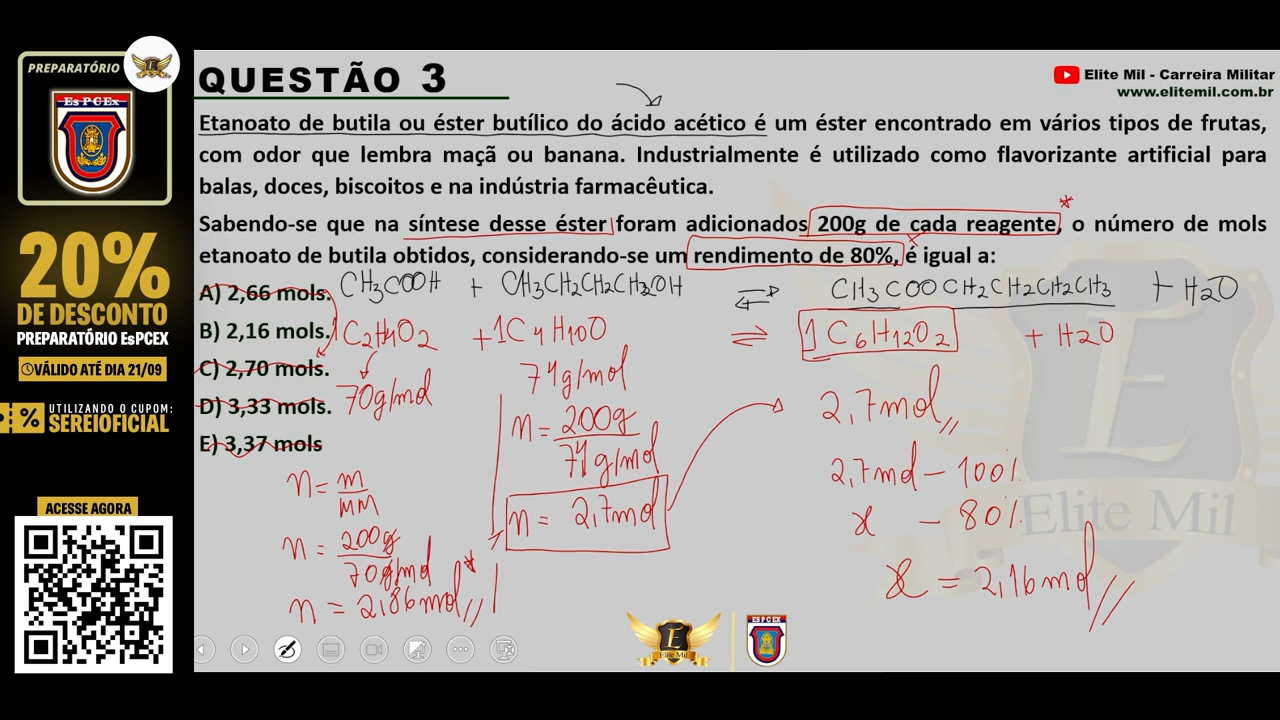 PREPARATÓRIO
EsPCEx
20%
DE DESCONTO
PREPARATÓRIO EsPCEX
VÁLIDO ATÉ DIA 21/09
% UTILIZANDO O CUPOM:
SEREIOFICIAL
ACESSE AGORA
QUESTÃO 3
Elite Mil - Carreira Militar
www.elitemil.com.br
Etanoato de butila ou éster butílico do ácido acético é um éster encontrado em vários tipos de frutas,
com odor que lembra maçã ou banana. Industrialmente é utilizado como flavorizante artificial para
balas, doces, biscoitos e na indústria farmacêutica.
Sabendo-se que na síntese desse éster foram adicionados 200g de cada reagente, o número de mols
etanoato de butila obtidos, considerando-se um rendimento de 80%, é igual a:
A) 2,66 mols.
B) 2,16 mols.
C) 2,70 mols.
D) 3,33 mols.
E) 3,37 mols
CH3COOH + CH3CH2CH2CH2OH ⇌ CH3COOCH2CH2CH2CH3 + H2O
1C2H4O2 + 1C4H10O ⇌ 1C6H12O2 + H2O
70g/mol
74g/mol
n = 200g
74g/mol
n = 2,7mol
n = m
MM
n = 200g
70g/mol
n = 2,86mol
2,7mol
2,7mol – 100%
x – 80%
x = 2,16mol
Elite Mil
Elite Mil
EsPCEx